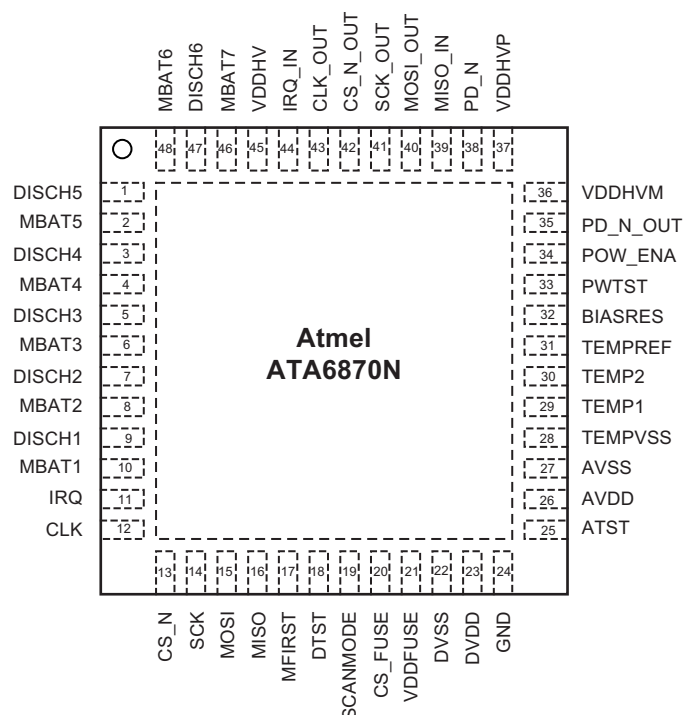 MBAT6
DISCH6
MBAT7
VDDHV
IRQ_IN
CLK_OUT
CS_N_OUT
SCK_OUT
MOSI_OUT
MISO_IN
PD_N
VDDHVP
48 47 46 45 44 43 42 41 40 39 38 37
DISCH5 1
MBAT5 2
DISCH4 3
MBAT4 4
DISCH3 5
MBAT3 6
DISCH2 7
MBAT2 8
DISCH1 9
MBAT1 10
IRQ 11
CLK 12
Atmel
ATA6870N
36 VDDHVM
35 PD_N_OUT
34 POW_ENA
33 PWTST
32 BIASRES
31 TEMPREF
30 TEMP2
29 TEMP1
28 TEMPVSS
27 AVSS
26 AVDD
25 ATST
13 14 15 16 17 18 19 20 21 22 23 24
CS_N
SCK
MOSI
MISO
MFIRST
DTST
SCANMODE
CS_FUSE
VDDFUSE
DVSS
DVDD
GND